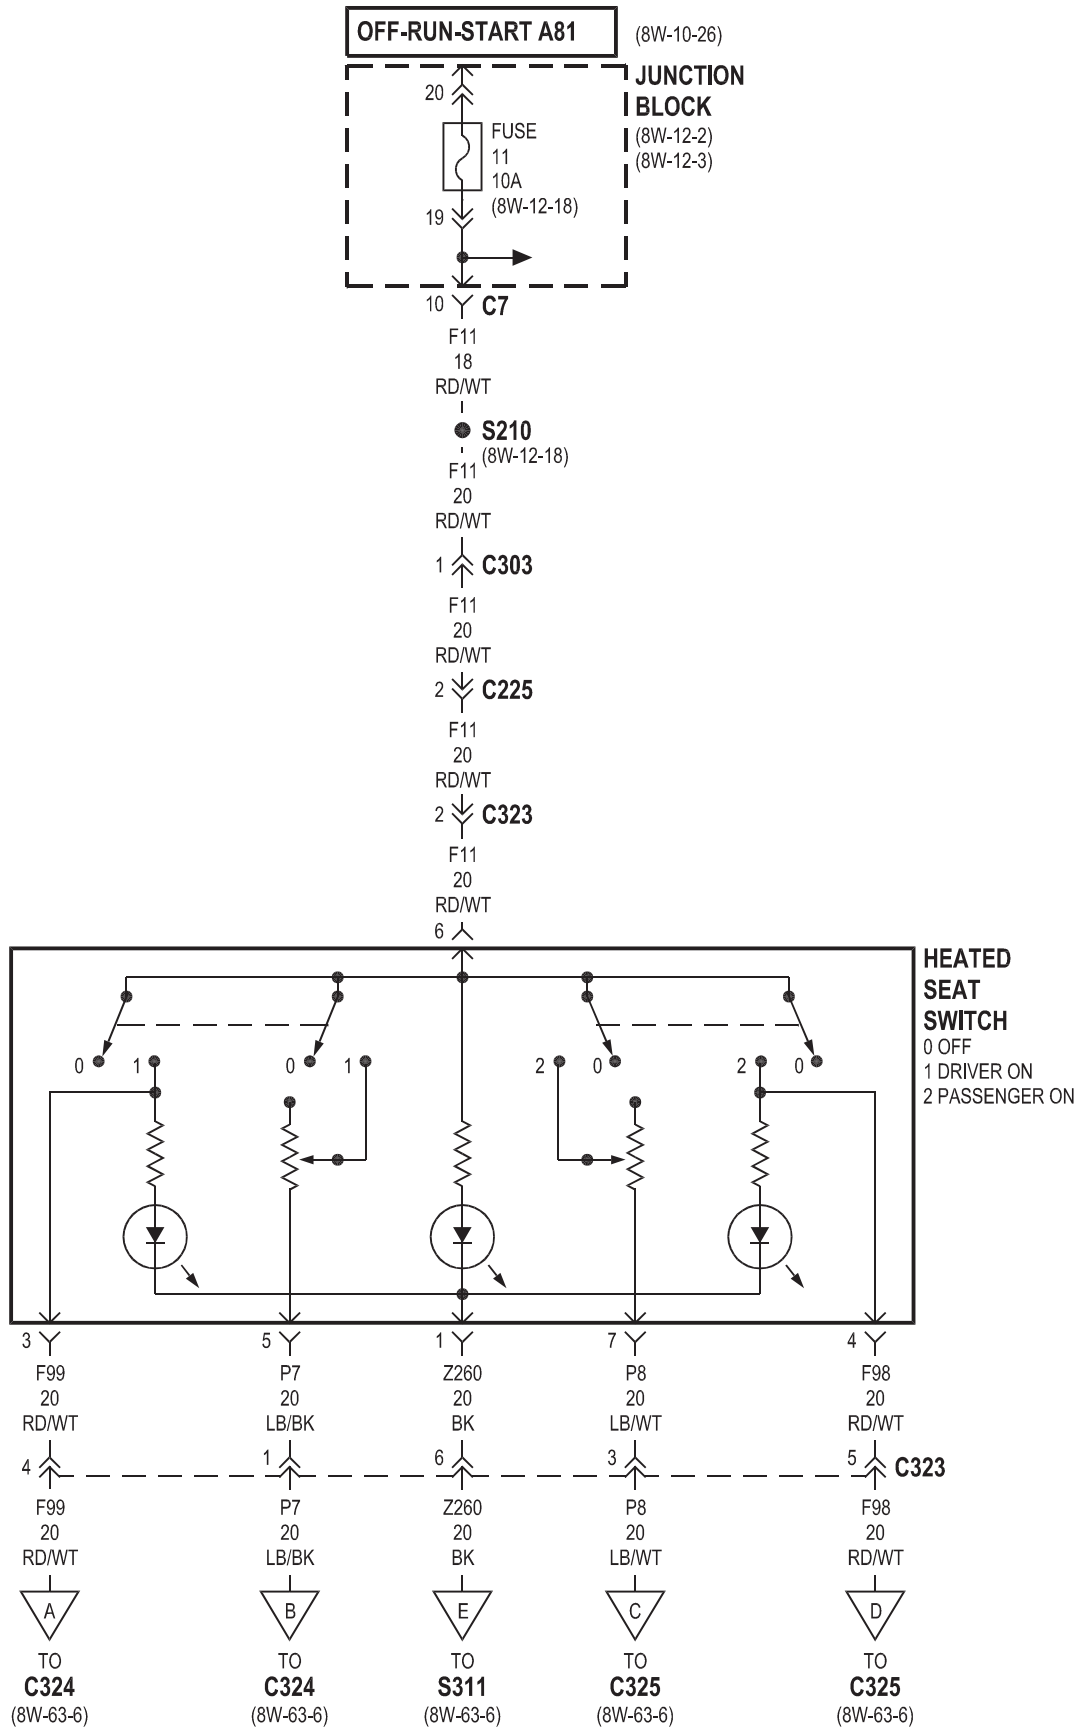 OFF-RUN-START A81
(8W-10-26)
JUNCTION
BLOCK
(8W-12-2)
(8W-12-3)
20
FUSE
11
10A
(8W-12-18)
19
10
C7
F11
18
RD/WT
S210
(8W-12-18)
F11
20
RD/WT
1
C303
F11
20
RD/WT
2
C225
F11
20
RD/WT
2
C323
F11
20
RD/WT
6
HEATED
SEAT
SWITCH
0 OFF
1 DRIVER ON
2 PASSENGER ON
0 1 0 1 2 0 2 0
3 5 1 7 4
F99 P7 Z260 P8 F98
20 20 20 20 20
RD/WT LB/BK BK LB/WT RD/WT
4 1 6 3 5 C323
F99 P7 Z260 P8 F98
20 20 20 20 20
RD/WT LB/BK BK LB/WT RD/WT
A B E C D
TO TO TO TO TO
C324 C324 S311 C325 C325
(8W-63-6) (8W-63-6) (8W-63-6) (8W-63-6) (8W-63-6)